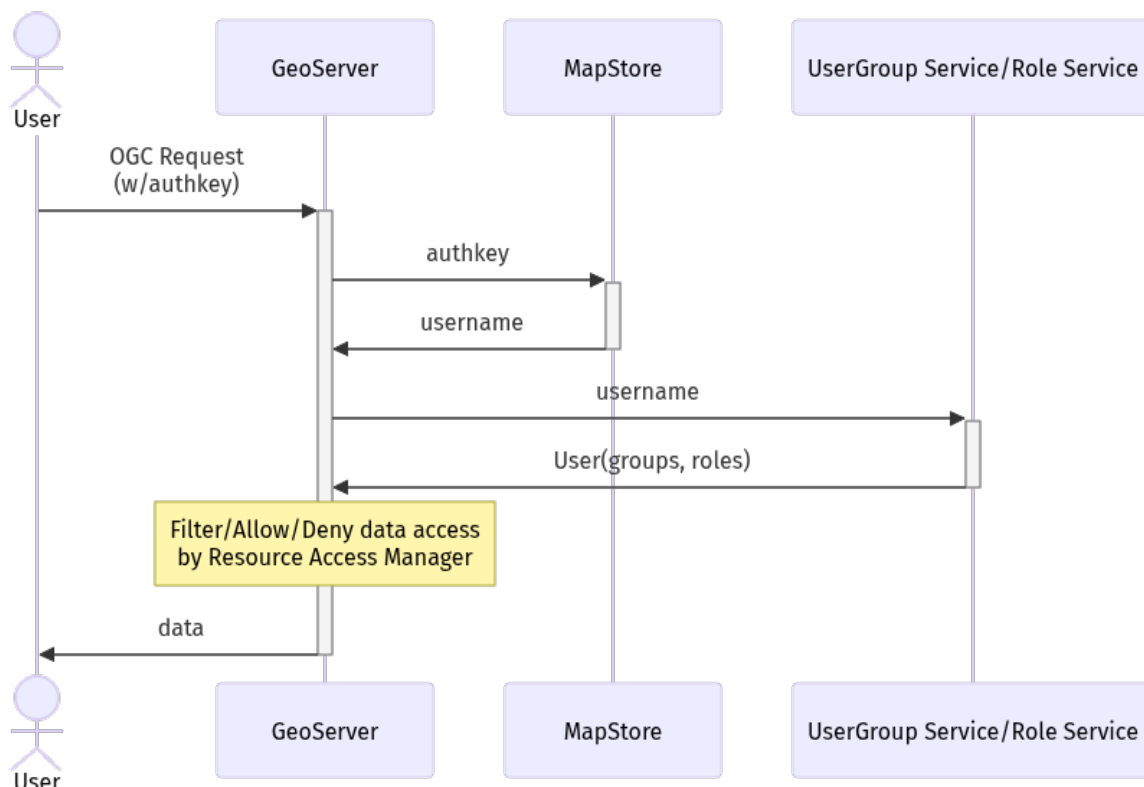 GeoServer
MapStore
UserGroup Service/Role Service
User
OGC Request
(w/authkey)
authkey
username
username
User(groups, roles)
Filter/Allow/Deny data access
by Resource Access Manager
data
GeoServer
MapStore
UserGroup Service/Role Service
User